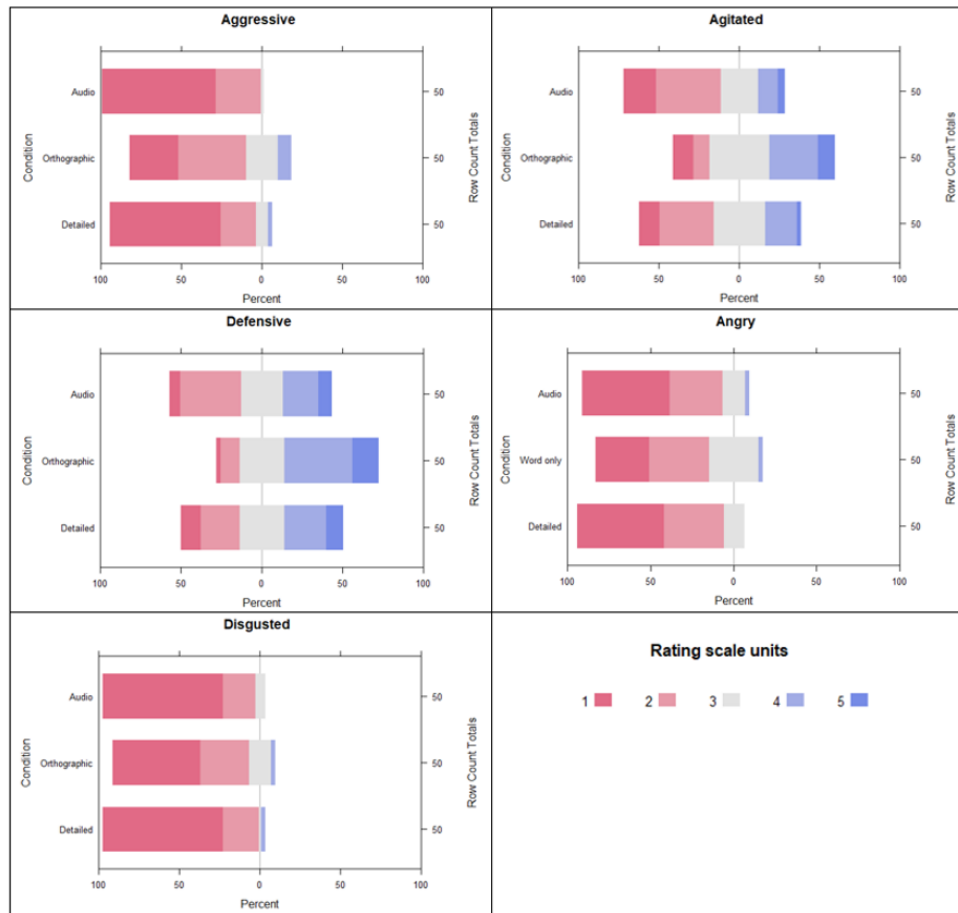 Aggressive
Audio
Orthographic
Detailed
Condition
50
50
50
Row Count Totals
100 50 0 50 100
Percent
Agitated
Audio
Orthographic
Detailed
Condition
50
50
50
Row Count Totals
100 50 0 50 100
Percent
Defensive
Audio
Orthographic
Detailed
Condition
50
50
50
Row Count Totals
100 50 0 50 100
Percent
Angry
Audio
Word only
Detailed
Condition
50
50
50
Row Count Totals
100 50 0 50 100
Percent
Disgusted
Audio
Orthographic
Detailed
Condition
50
50
50
Row Count Totals
100 50 0 50 100
Percent
Rating scale units
1 2 3 4 5